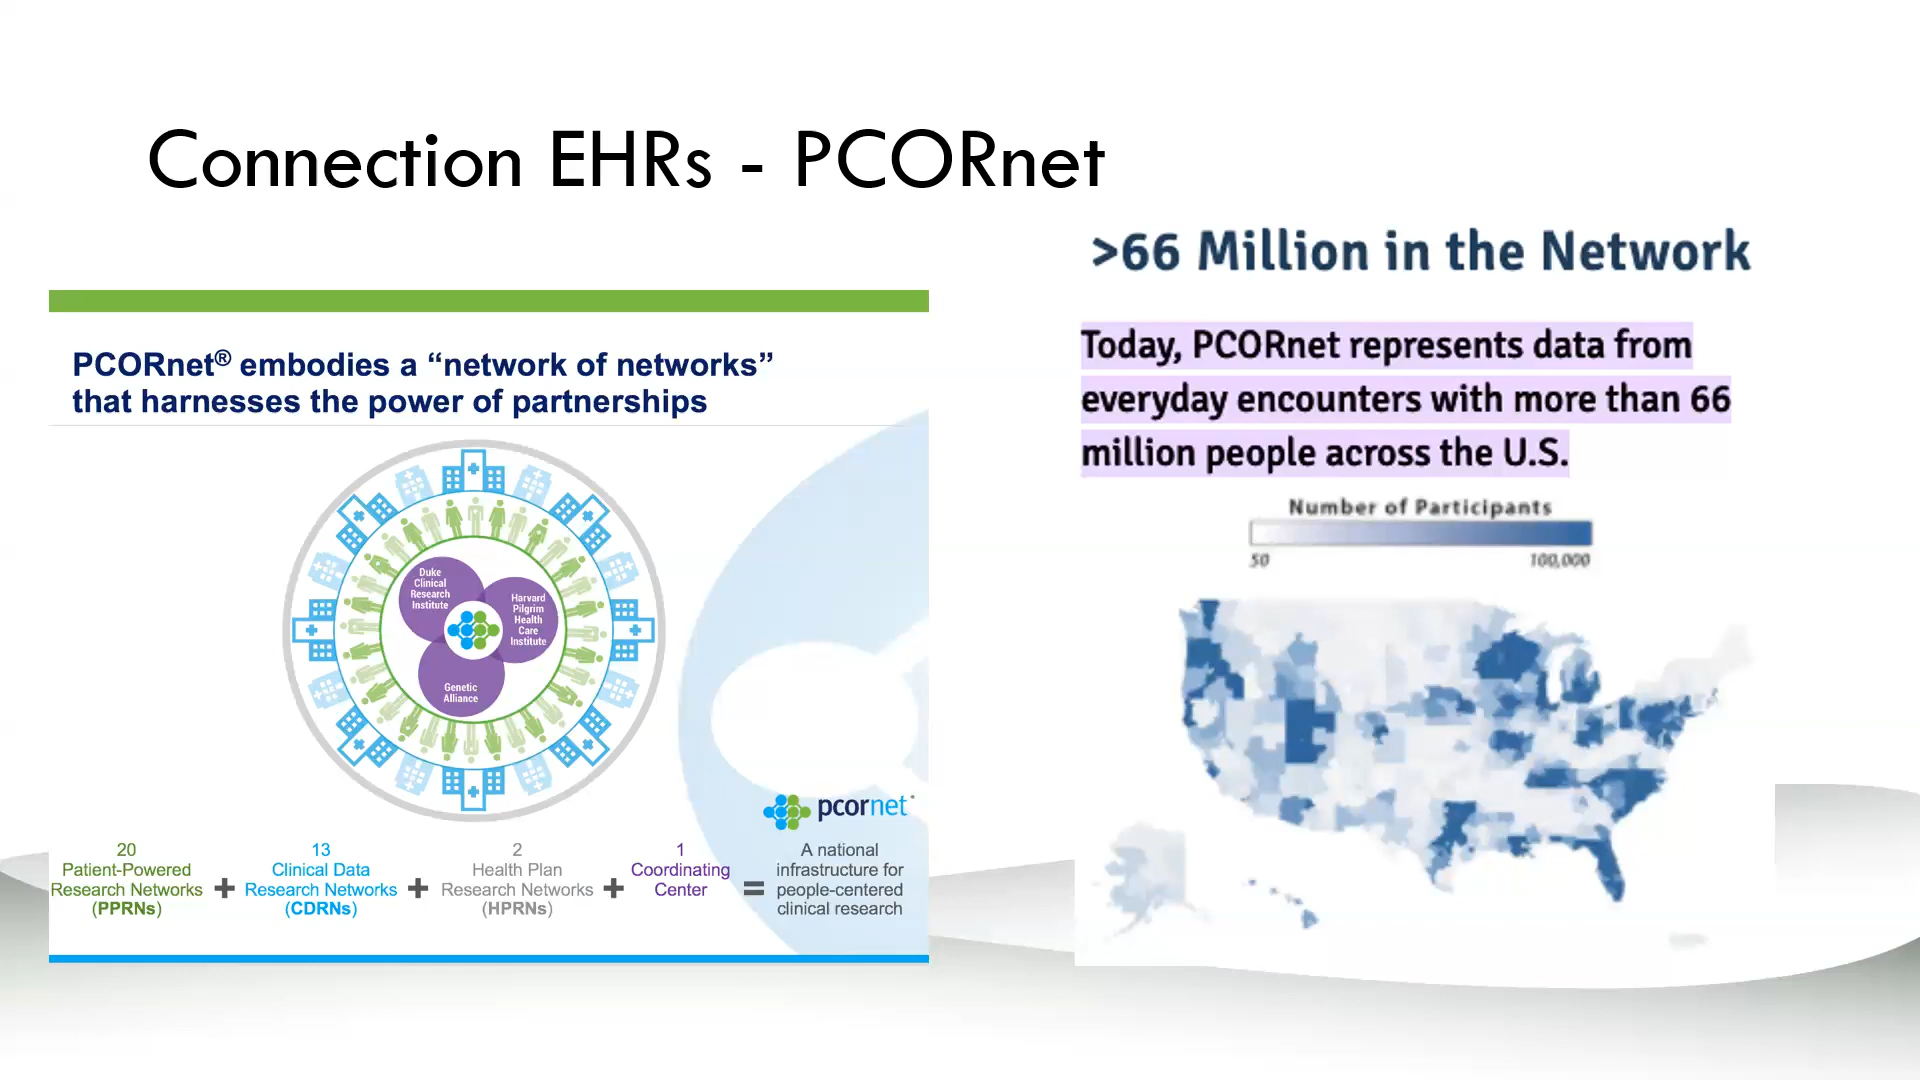 Connection EHRs - PCORnet
PCORnet® embodies a “network of networks”
that harnesses the power of partnerships
Duke
Clinical
Research
Institute
Harvard
Pilgrim
Health
Care
Institute
Genetic
Alliance
pcornet
20
Patient-Powered
Research Networks
(PPRNs)
+
13
Clinical Data
Research Networks
(CDRNs)
+
2
Health Plan
Research Networks
(HPRNs)
+
1
Coordinating
Center
=
A national
infrastructure for
people-centered
clinical research
>66 Million in the Network
Today, PCORnet represents data from
everyday encounters with more than 66
million people across the U.S.
Number of Participants
50 100,000